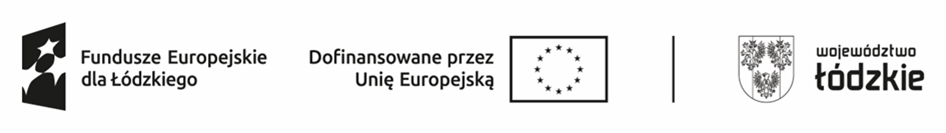 Fundusze Europejskie
dla Łódzkiego
Dofinansowane przez
Unię Europejską
województwo
łódzkie